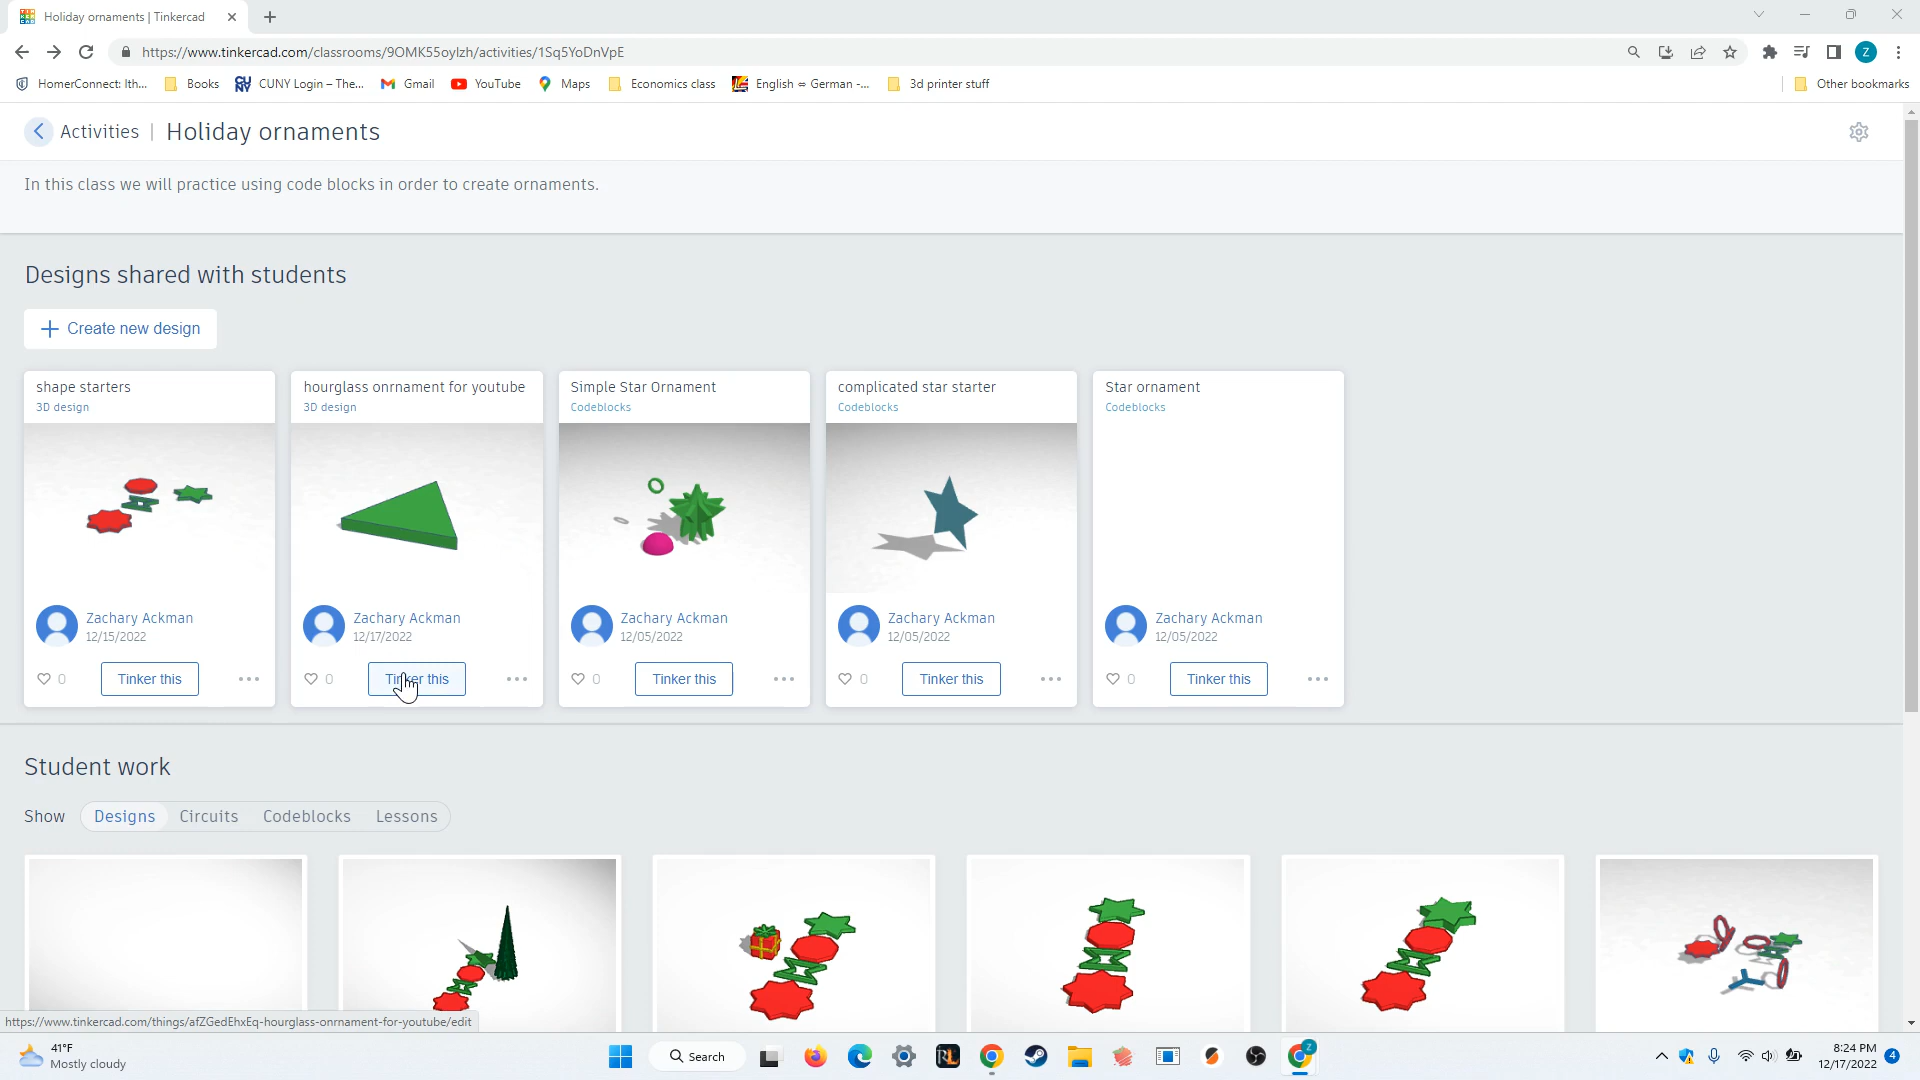 Holiday ornaments | Tinkercad
https://www.tinkercad.com/classrooms/9OMK55oylzh/activities/1Sq5YoDnVpE
Z
HomerConnect: Ith... Books CUNY Login – The... Gmail YouTube Maps Economics class English ⇔ German -... 3d printer stuff Other bookmarks
Activities | Holiday ornaments
In this class we will practice using code blocks in order to create ornaments.
Designs shared with students
+ Create new design
shape starters
3D design
Zachary Ackman
12/15/2022
0 Tinker this
hourglass onrnament for youtube
3D design
Zachary Ackman
12/17/2022
0 Tinker this
Simple Star Ornament
Codeblocks
Zachary Ackman
12/05/2022
0 Tinker this
complicated star starter
Codeblocks
Zachary Ackman
12/05/2022
0 Tinker this
Star ornament
Codeblocks
Zachary Ackman
12/05/2022
0 Tinker this
Student work
Show Designs Circuits Codeblocks Lessons
https://www.tinkercad.com/things/afZGedEhxEq-hourglass-onrnament-for-youtube/edit
41°F
Mostly cloudy
Search
RL
Z
8:24 PM
12/17/2022
4